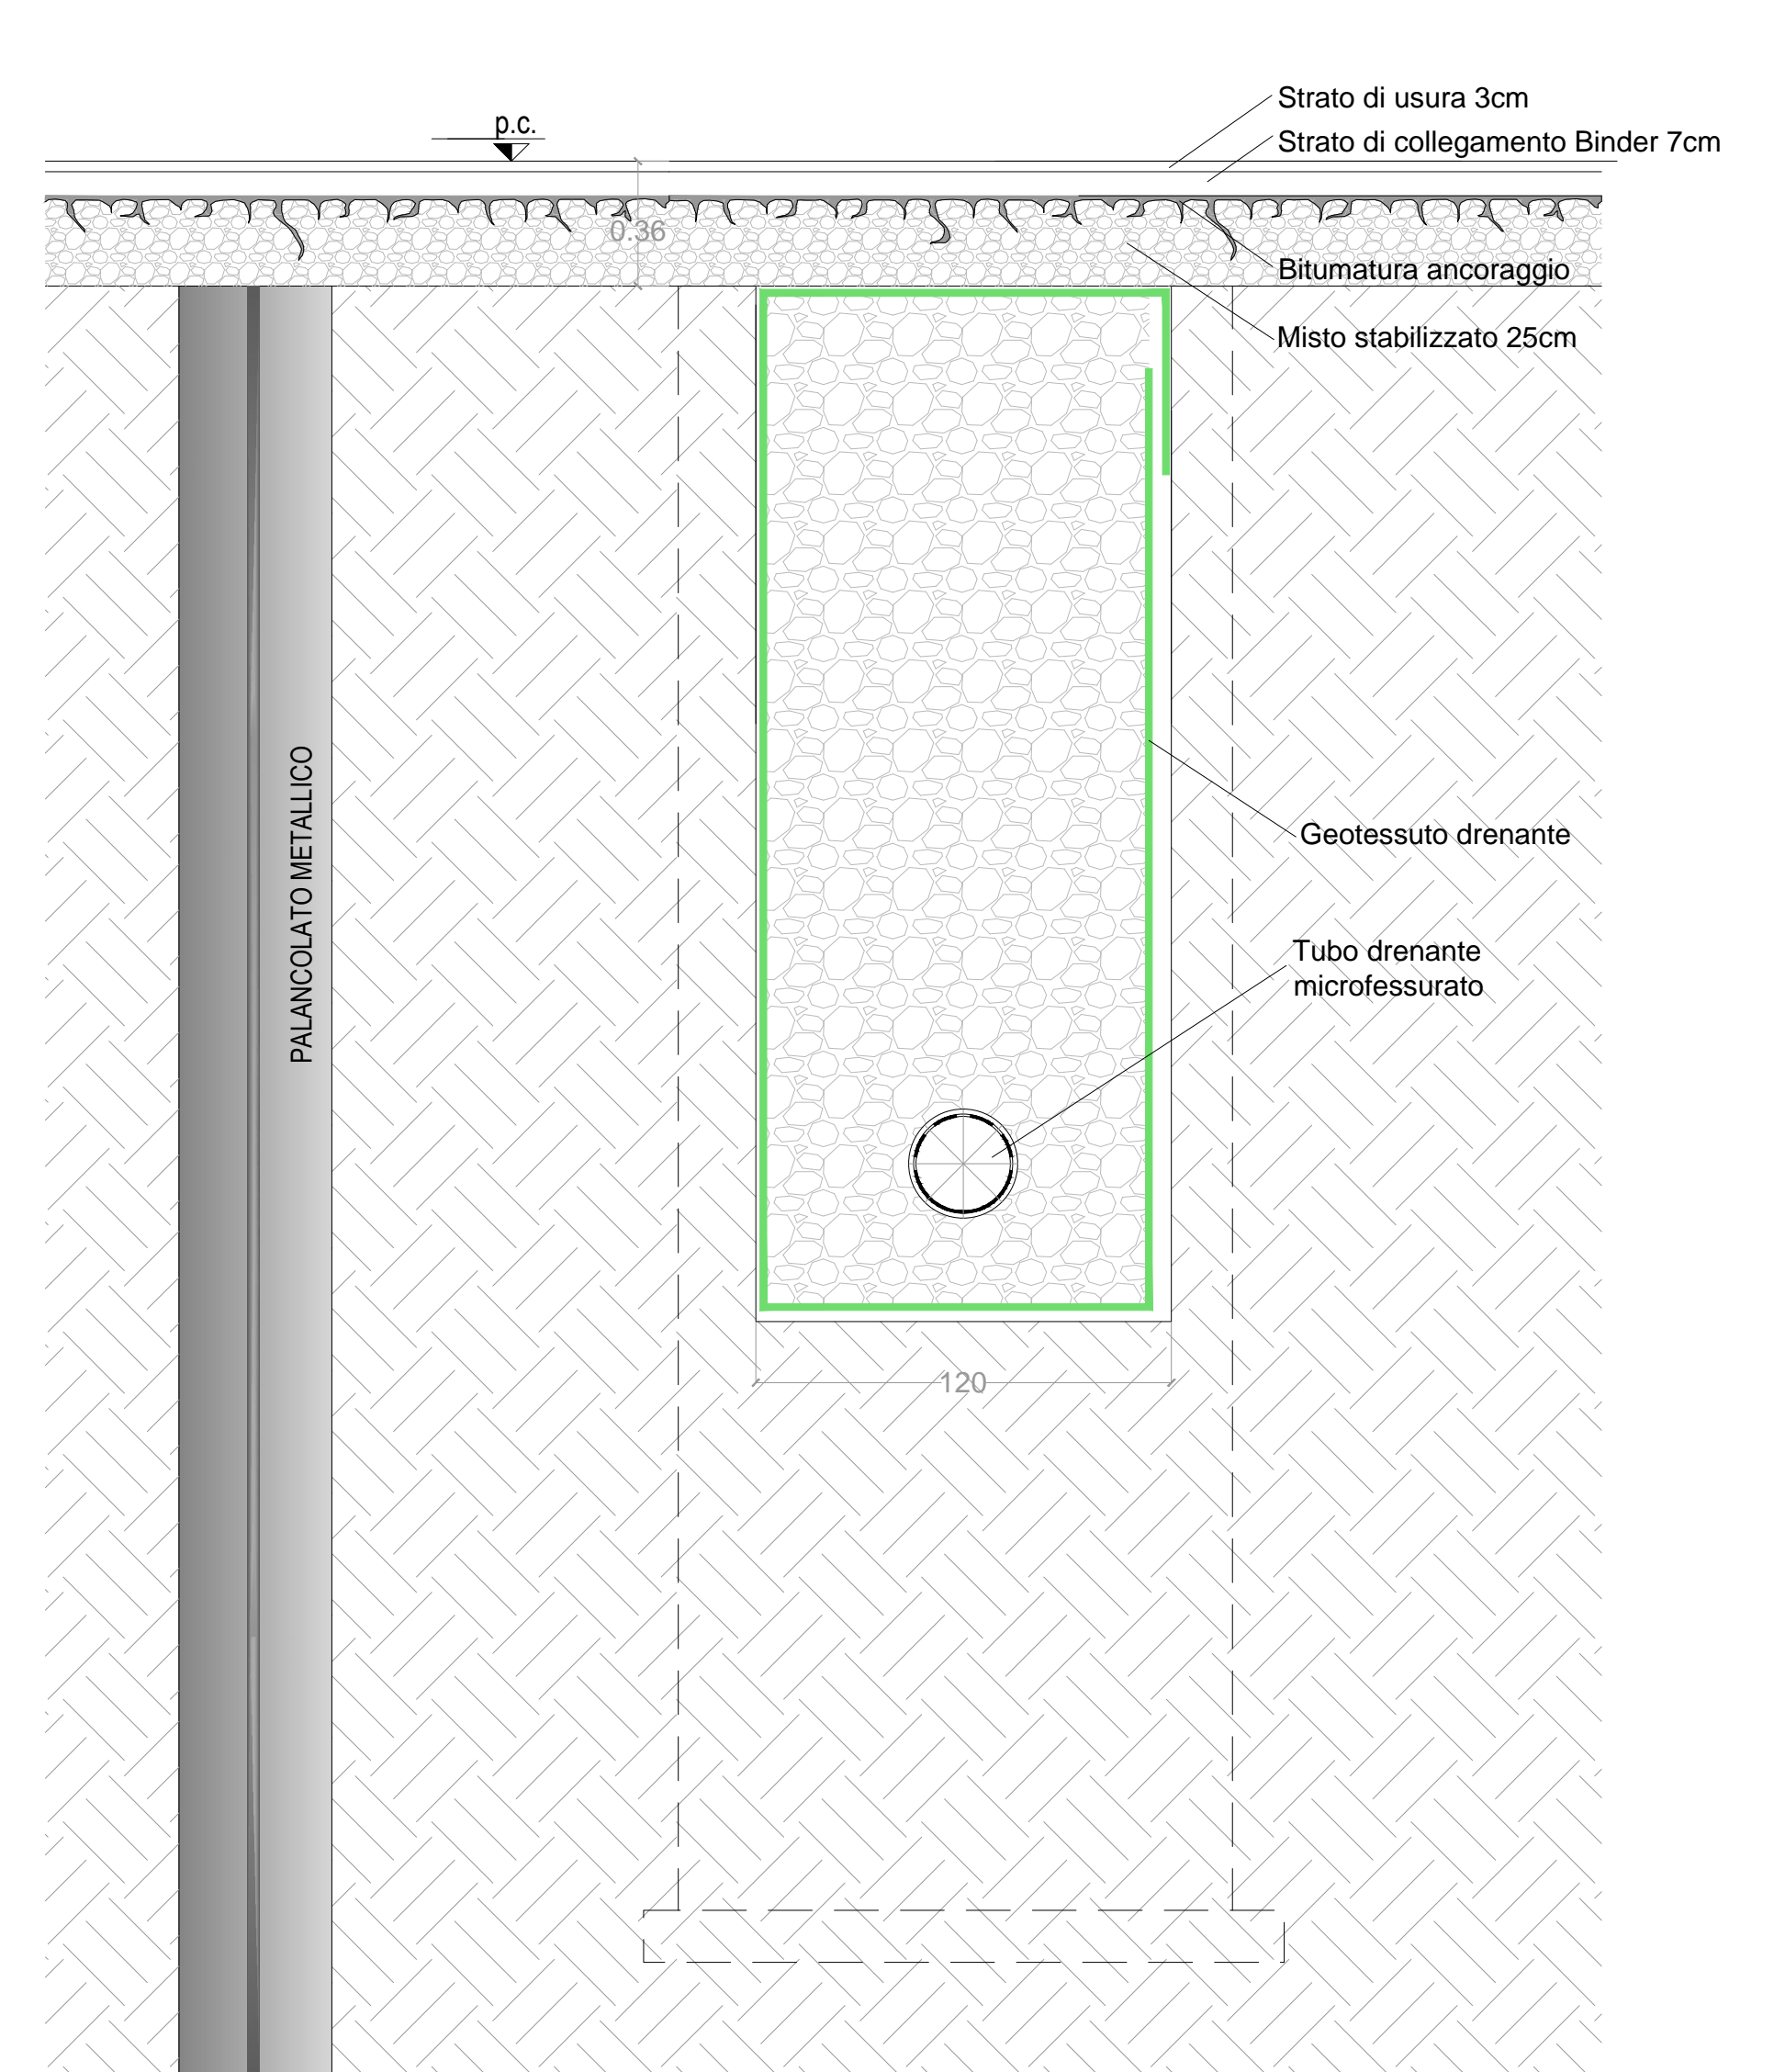 Strato di usura 3cm
p.c.
Strato di collegamento Binder 7cm
0.36
Bitumatura ancoraggio
Misto stabilizzato 25cm
PALANCOLATO METALLICO
Geotessuto drenante
Tubo drenante
microfessurato
120